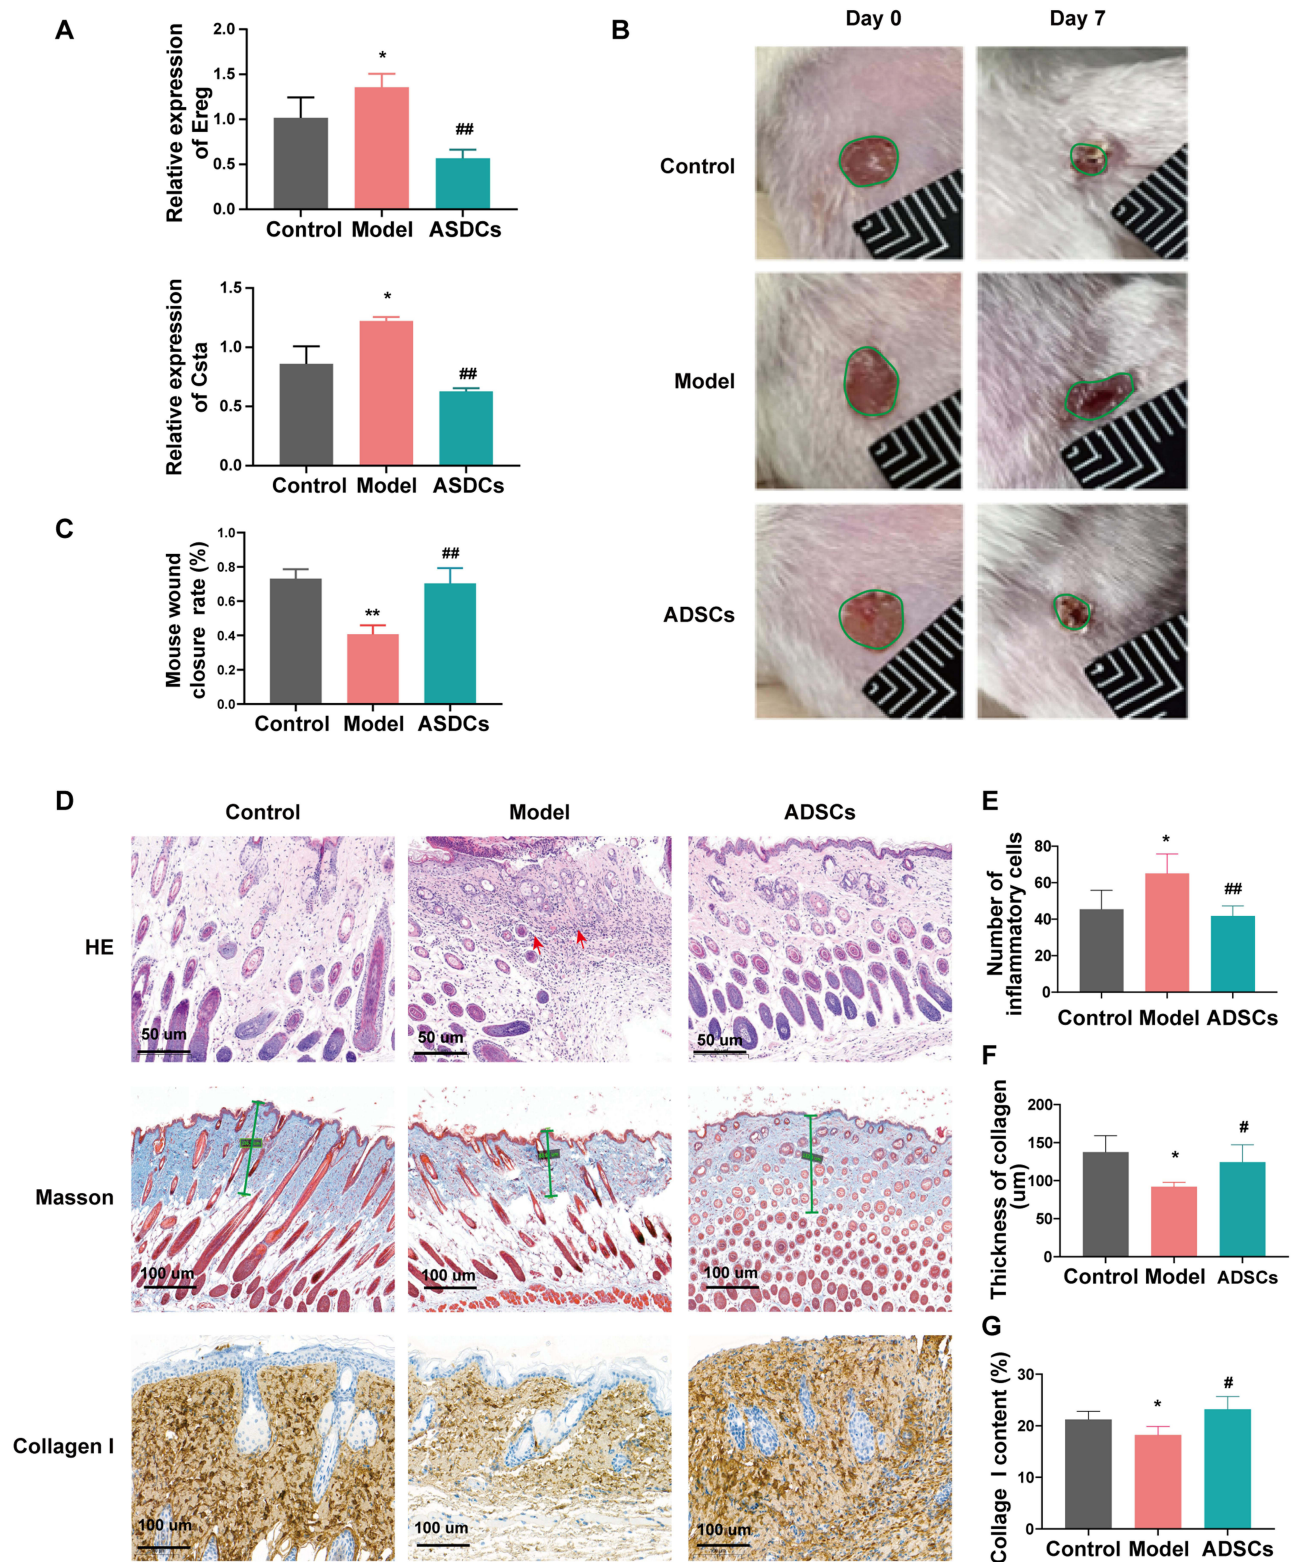 A
Relative expression
of Ereg
2.0
1.5
1.0
0.5
0.0
*
##
Control Model ASDCs
Relative expression
of Csta
1.5
1.0
0.5
0.0
*
##
Control Model ASDCs
B
Day 0 Day 7
Control
Model
ADSCs
C
Mouse wound
closure rate (%)
1.0
0.8
0.6
0.4
0.2
0.0
**
##
Control Model ASDCs
D
Control Model ADSCs
HE
50 um 50 um 50 um
Masson
100 um 100 um 100 um
Collagen I
100 um 100 um 100 um
E
Number of
inflammatory cells
80
60
40
20
0
*
##
Control Model ADSCs
F
Thickness of collagen
(um)
200
150
100
50
0
*
#
Control Model ADSCs
G
Collage I content (%)
30
20
10
0
*
#
Control Model ADSCs